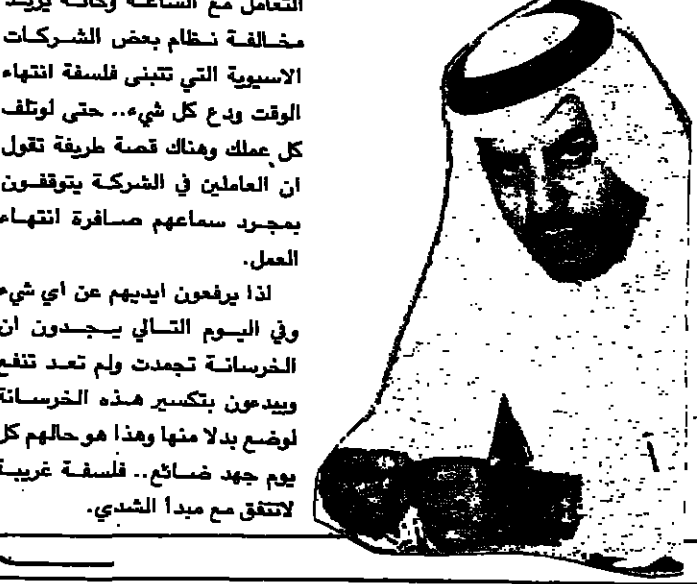 التعامل مع الساعة وكأنه يريد
مخالفة نظام بعض الشركات
الاسيوية التي تتبنى فلسفة انتهاء
الوقت ودع كل شيء.. حتى لوتلف
كل عملك وهناك قصة طريفة تقول
ان العاملين في الشركة يتوقفون
بمجرد سماعهم صافرة انتهاء
العمل.
لذا يرفعون ايديهم عن اي شيء
وفي اليوم التالي يجدون ان
الخرسانة تجمدت ولم تعد تنفع
ويبدعون بتكسير هذه الخرسانة
لوضع بدلا منها وهذا هو حالهم كل
يوم جهد ضائع.. فلسفة غريبة
لاتتفق مع مبدأ الشدي.